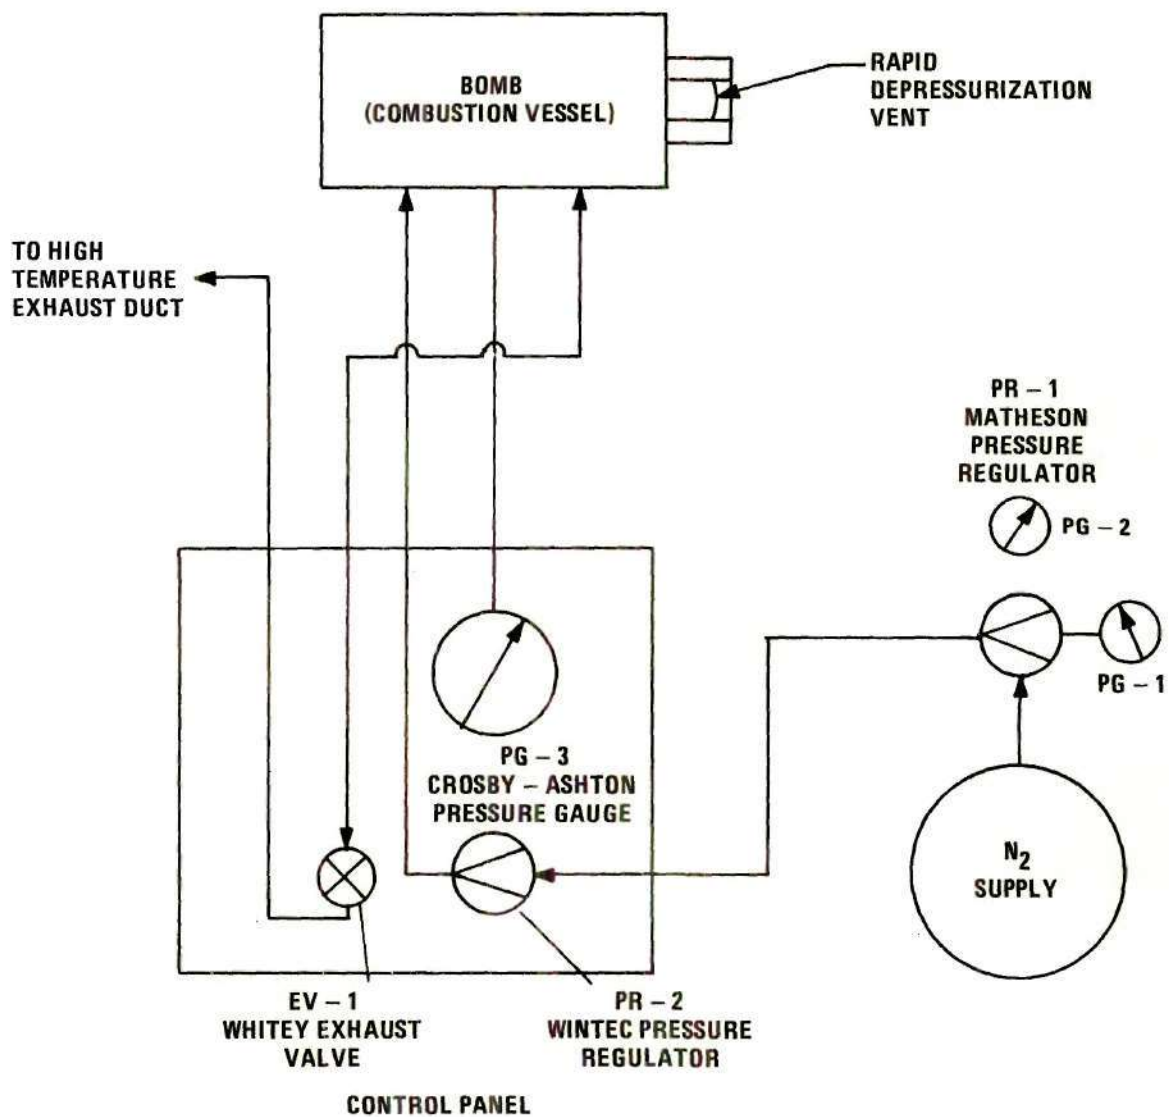 BOMB
(COMBUSTION VESSEL)
RAPID
DEPRESSURIZATION
VENT
TO HIGH
TEMPERATURE
EXHAUST DUCT
PR – 1
MATHESON
PRESSURE
REGULATOR
PG – 2
PG – 1
PG – 3
CROSBY – ASHTON
PRESSURE GAUGE
N2
SUPPLY
EV – 1
WHITEY EXHAUST
VALVE
PR – 2
WINTEC PRESSURE
REGULATOR
CONTROL PANEL